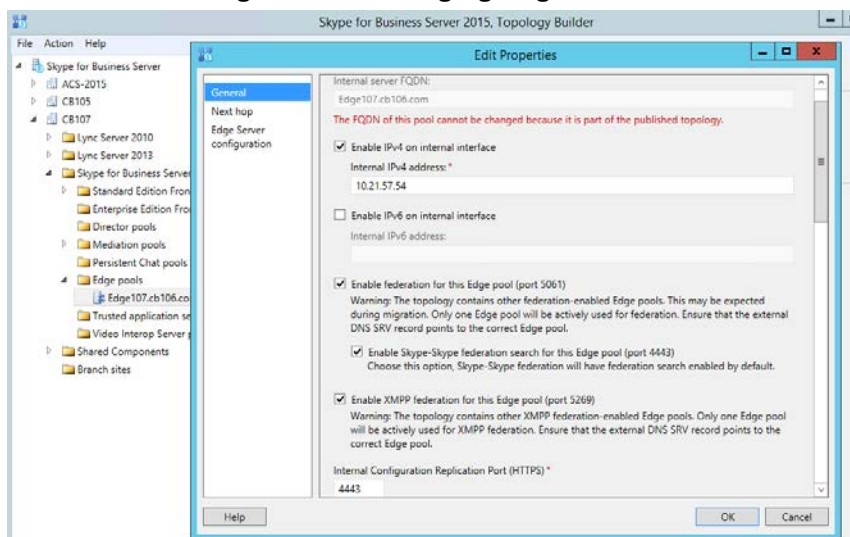 Skype for Business Server 2015, Topology Builder
File Action Help
Skype for Business Server
ACS-2015
CB105
CB107
Lync Server 2010
Lync Server 2013
Skype for Business Server
Standard Edition Fron
Enterprise Edition Fro
Director pools
Mediation pools
Persistent Chat pools
Edge pools
Edge107.cb106.co
Trusted application se
Video Interop Server p
Shared Components
Branch sites
Edit Properties
General
Next hop
Edge Server
configuration
Internal server FQDN:
Edge107.cb106.com
The FQDN of this pool cannot be changed because it is part of the published topology.
Enable IPv4 on internal interface
Internal IPv4 address: *
10.21.57.54
Enable IPv6 on internal interface
Internal IPv6 address:
Enable federation for this Edge pool (port 5061)
Warning: The topology contains other federation-enabled Edge pools. This may be expected
during migration. Only one Edge pool will be actively used for federation. Ensure that the external
DNS SRV record points to the correct Edge pool.
Enable Skype-Skype federation search for this Edge pool (port 4443)
Choose this option, Skype-Skype federation will have federation search enabled by default.
Enable XMPP federation for this Edge pool (port 5269)
Warning: The topology contains other XMPP federation-enabled Edge pools. Only one Edge pool
will be actively used for XMPP federation. Ensure that the external DNS SRV record points to the
correct Edge pool.
Internal Configuration Replication Port (HTTPS) *
4443
Help
OK
Cancel